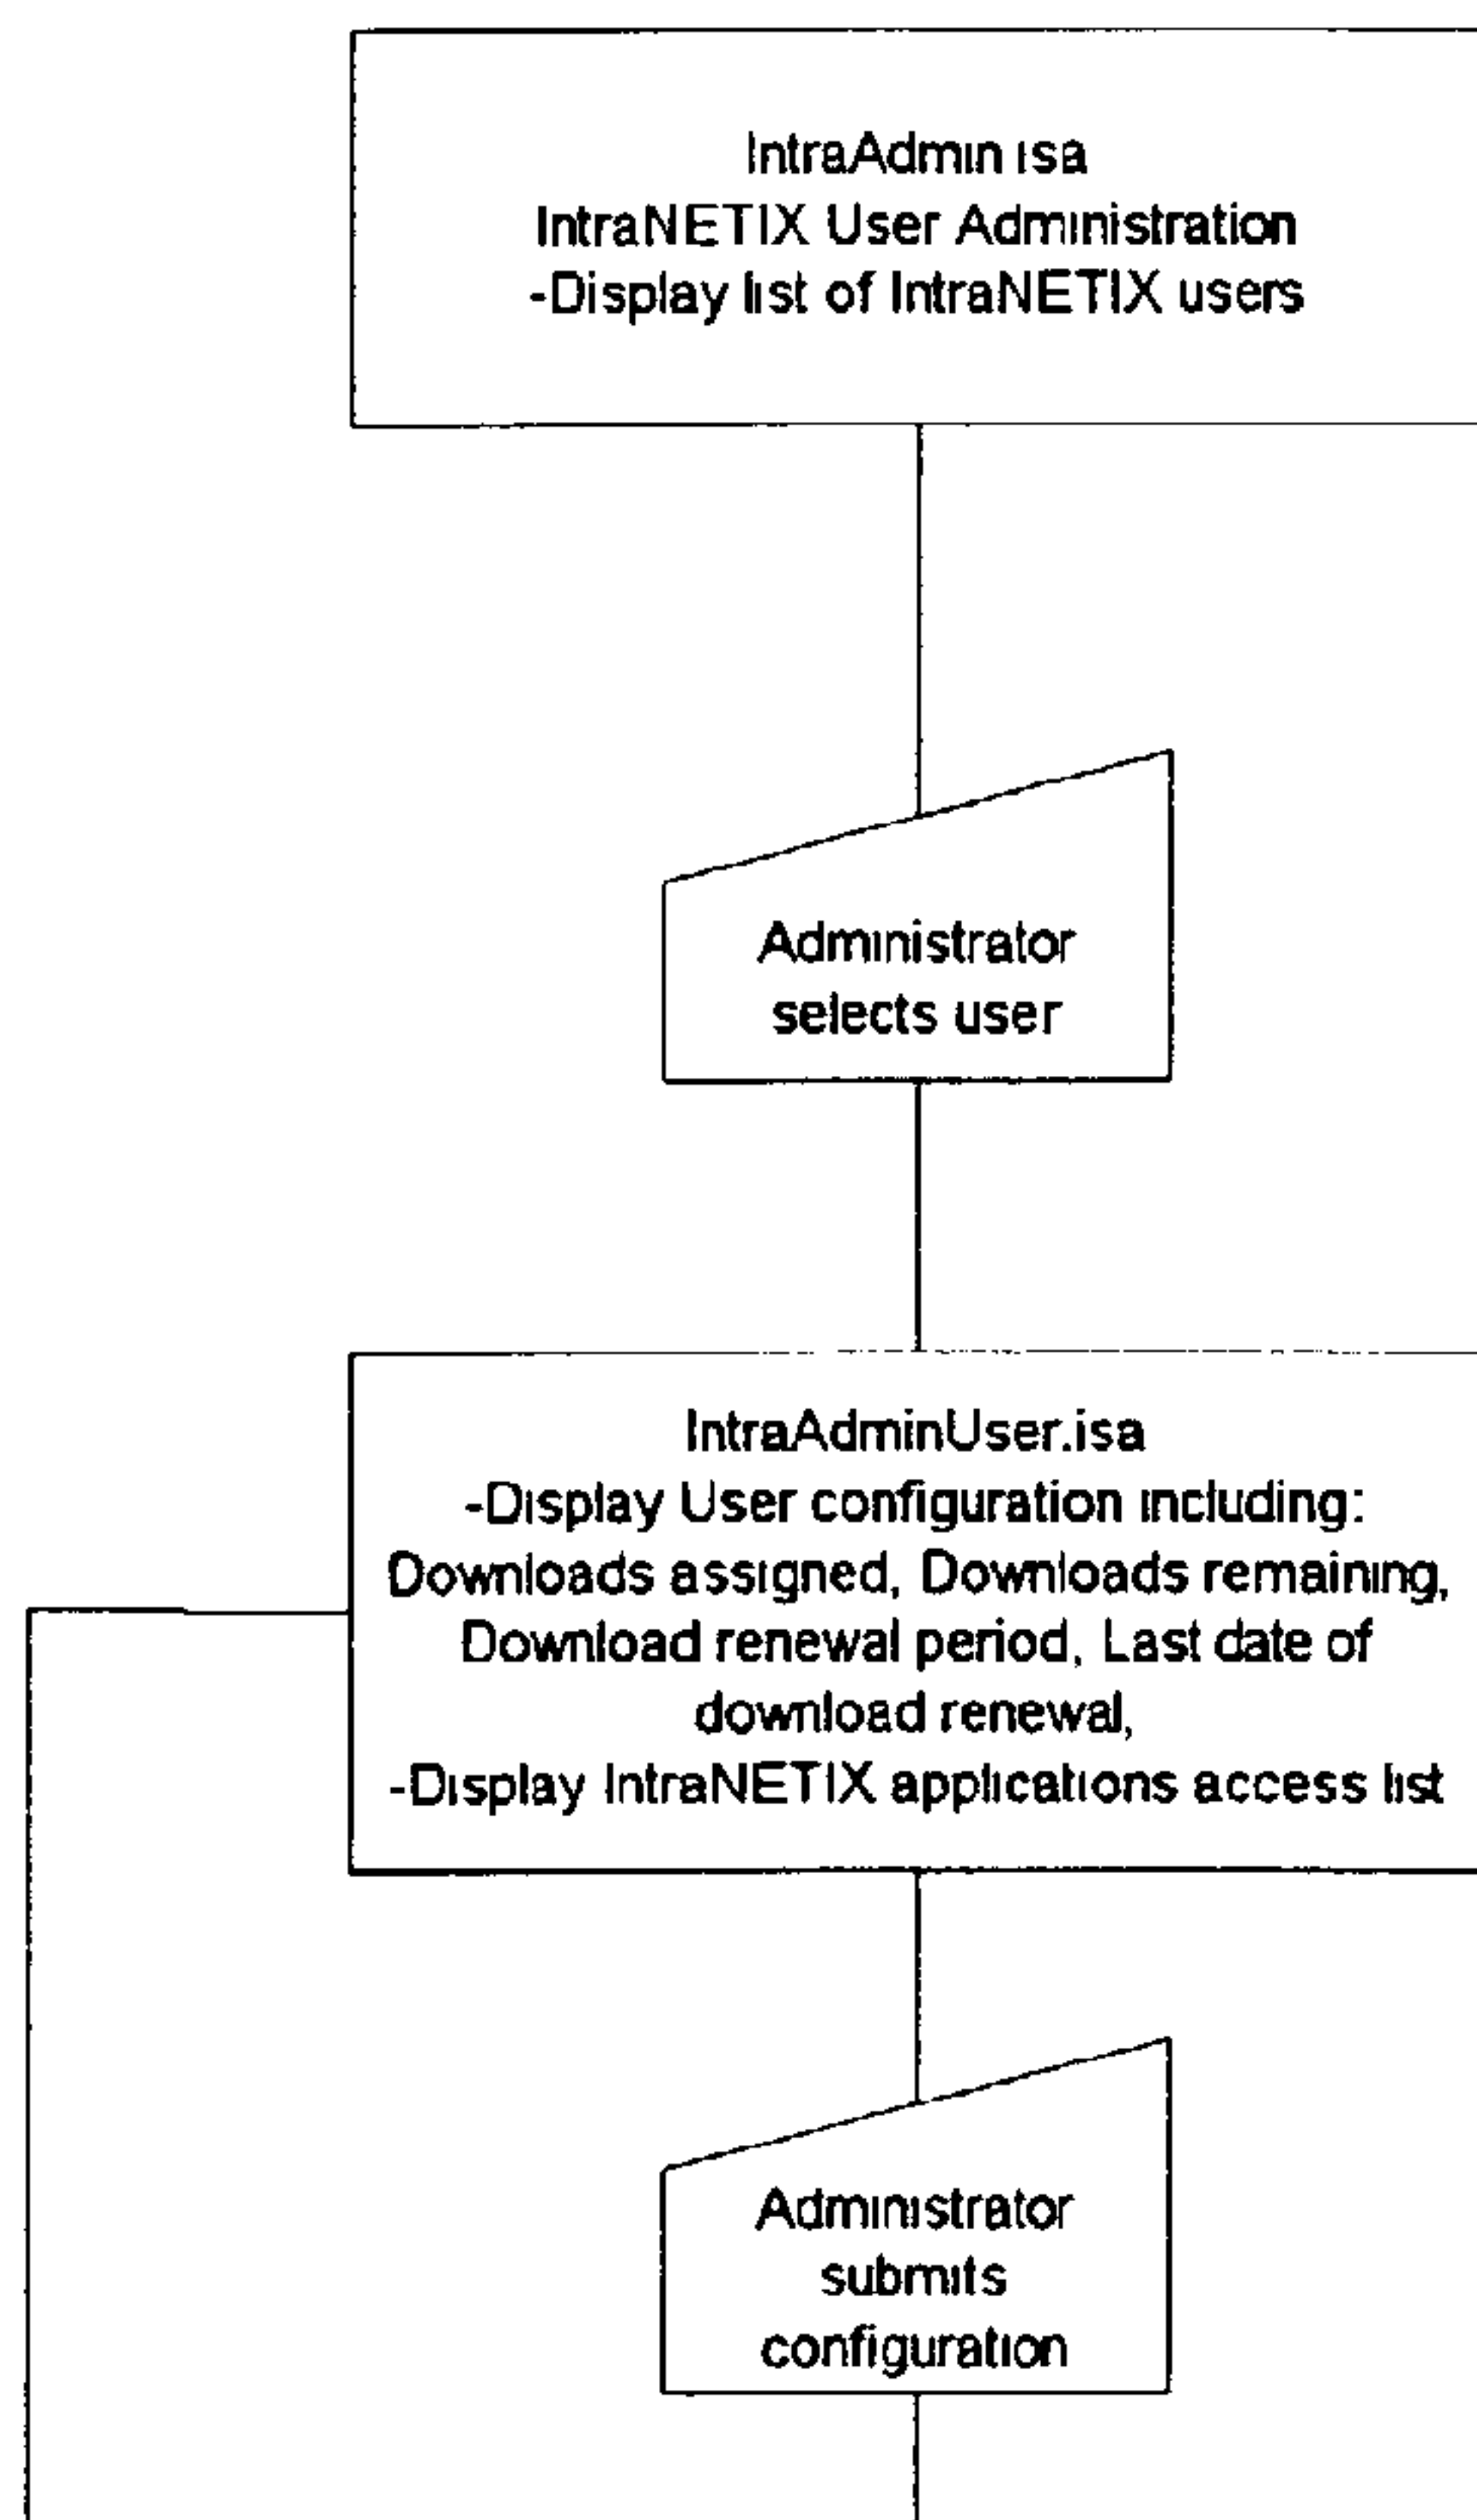 IntraAdmin isa
IntraNETIX User Administration
-Display list of IntraNETIX users
Administrator
selects user
IntraAdminUser.isa
-Display User configuration including:
Downloads assigned, Downloads remaining,
Download renewal period, Last date of
download renewal,
-Display IntraNETIX applications access list
Administrator
submits
configuration